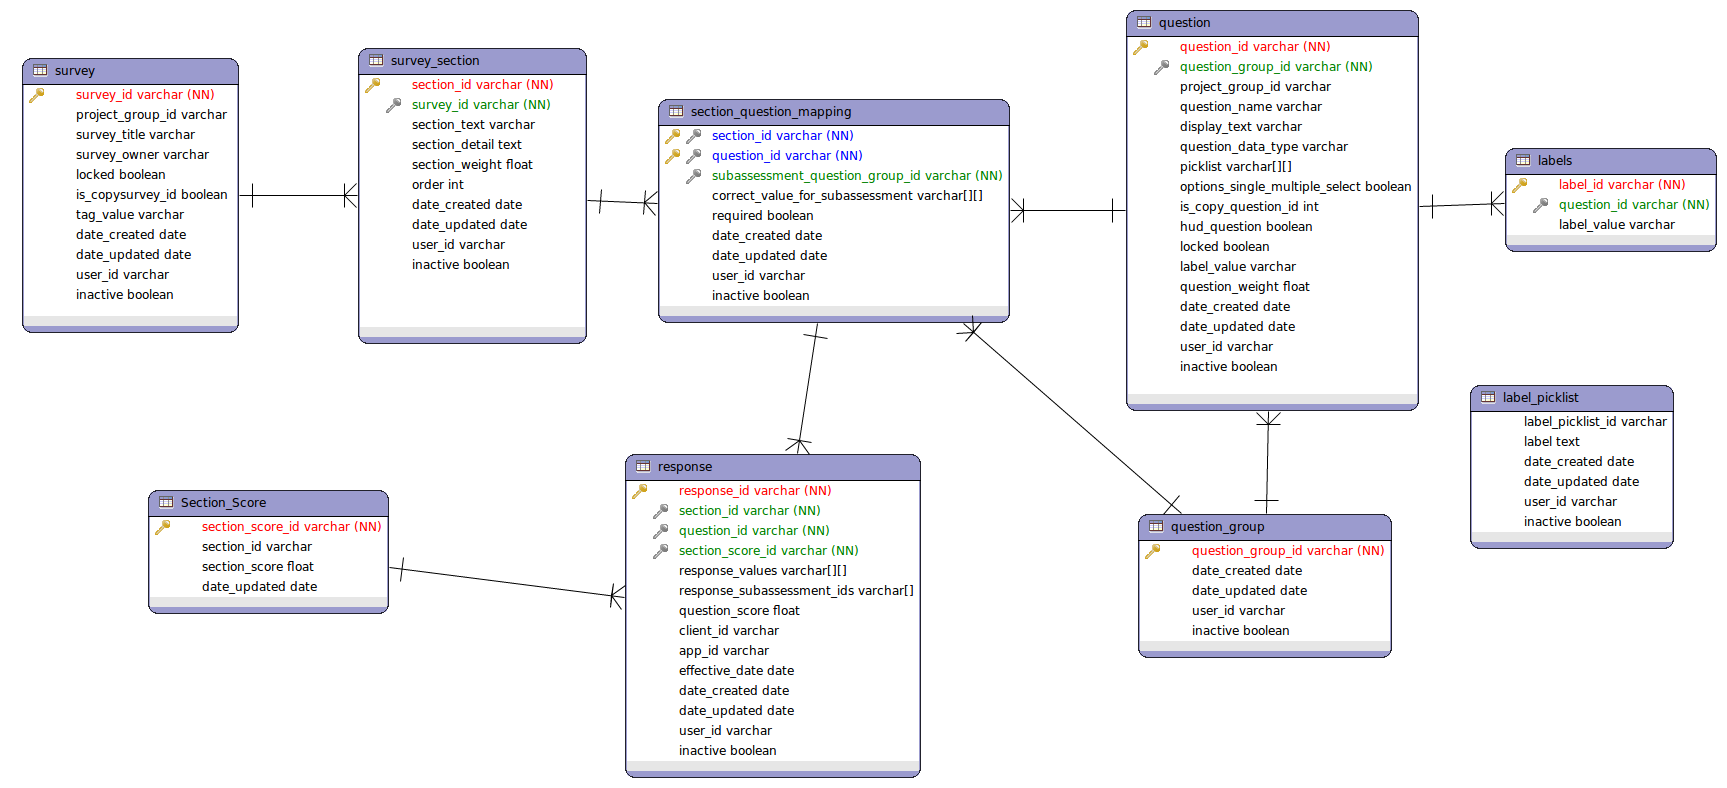 survey
survey_id varchar (NN)
project_group_id varchar
survey_title varchar
survey_owner varchar
locked boolean
is_copysurvey_id boolean
tag_value varchar
date_created date
date_updated date
user_id varchar
inactive boolean
survey_section
section_id varchar (NN)
survey_id varchar (NN)
section_text varchar
section_detail text
section_weight float
order int
date_created date
date_updated date
user_id varchar
inactive boolean
section_question_mapping
section_id varchar (NN)
question_id varchar (NN)
subassessment_question_group_id varchar (NN)
correct_value_for_subassessment varchar[][]
required boolean
date_created date
date_updated date
user_id varchar
inactive boolean
question
question_id varchar (NN)
question_group_id varchar (NN)
project_group_id varchar
question_name varchar
display_text varchar
question_data_type varchar
picklist varchar[][]
options_single_multiple_select boolean
is_copy_question_id int
hud_question boolean
locked boolean
label_value varchar
question_weight float
date_created date
date_updated date
user_id varchar
inactive boolean
labels
label_id varchar (NN)
question_id varchar (NN)
label_value varchar
label_picklist
label_picklist_id varchar
label text
date_created date
date_updated date
user_id varchar
inactive boolean
Section_Score
section_score_id varchar (NN)
section_id varchar
section_score float
date_updated date
response
response_id varchar (NN)
section_id varchar (NN)
question_id varchar (NN)
section_score_id varchar (NN)
response_values varchar[][]
response_subassessment_ids varchar[]
question_score float
client_id varchar
app_id varchar
effective_date date
date_created date
date_updated date
user_id varchar
inactive boolean
question_group
question_group_id varchar (NN)
date_created date
date_updated date
user_id varchar
inactive boolean